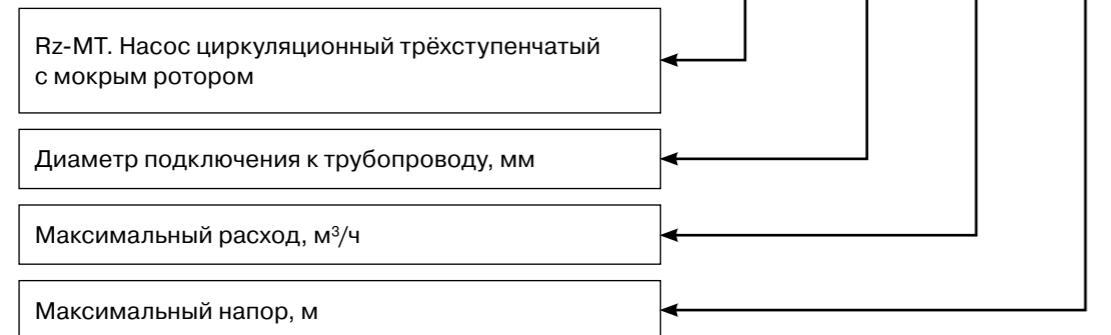 Rz-MT. Насос циркуляционный трёхступенчатый
с мокрым ротором
Диаметр подключения к трубопроводу, мм
Максимальный расход, м³/ч
Максимальный напор, м